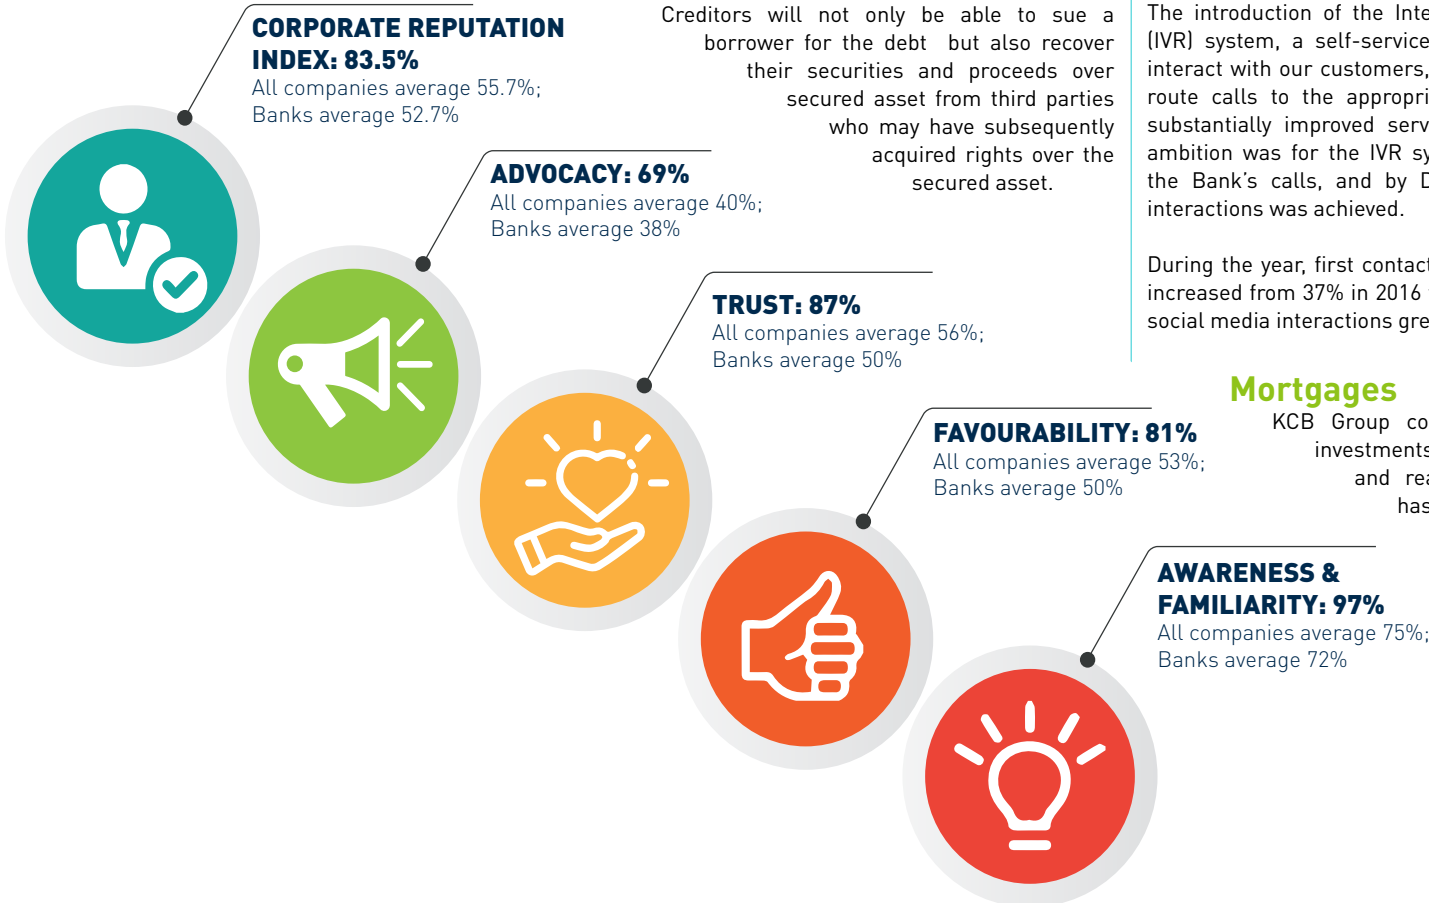 CORPORATE REPUTATION
INDEX: 83.5%
All companies average 55.7%;
Banks average 52.7%
ADVOCACY: 69%
All companies average 40%;
Banks average 38%
TRUST: 87%
All companies average 56%;
Banks average 50%
FAVOURABILITY: 81%
All companies average 53%;
Banks average 50%
AWARENESS &
FAMILIARITY: 97%
All companies average 75%;
Banks average 72%
Creditors will not only be able to sue a
borrower for the debt but also recover
their securities and proceeds over
secured asset from third parties
who may have subsequently
acquired rights over the
secured asset.
The introduction of the
(IVR) system, a self-service
interact with our customers,
route calls to the
substantially improved
ambition was for the IVR
the Bank's calls, and by
interactions was achieved.
During the year, first contact
increased from 37% in 2016
social media interactions
Mortgages
KCB Group
investments
and
has